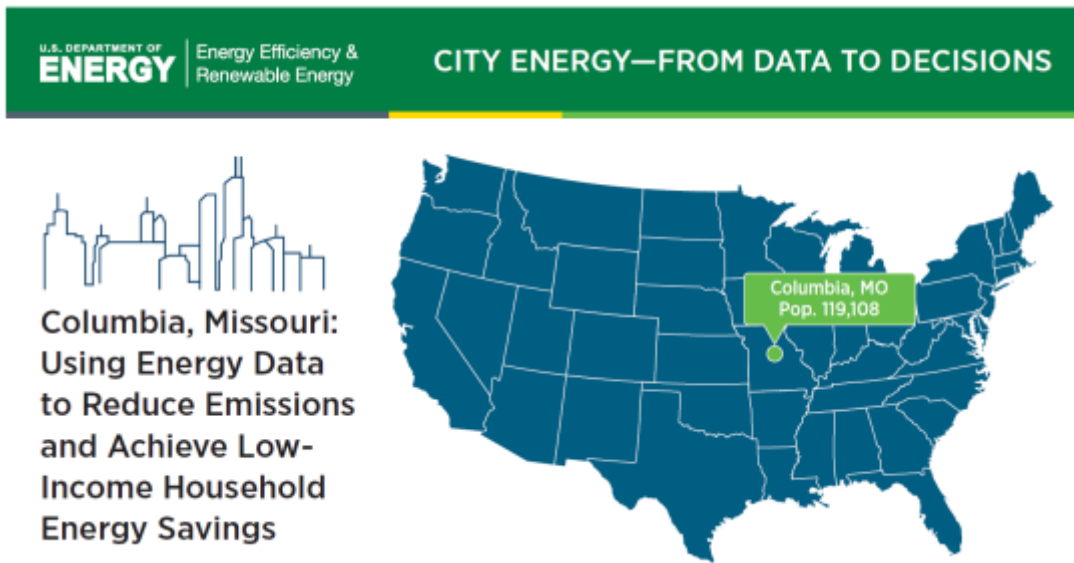 U.S. DEPARTMENT OF
ENERGY
Energy Efficiency &
Renewable Energy
CITY ENERGY—FROM DATA TO DECISIONS
Columbia, MO
Pop. 119,108
Columbia, Missouri:
Using Energy Data
to Reduce Emissions
and Achieve Low-
Income Household
Energy Savings